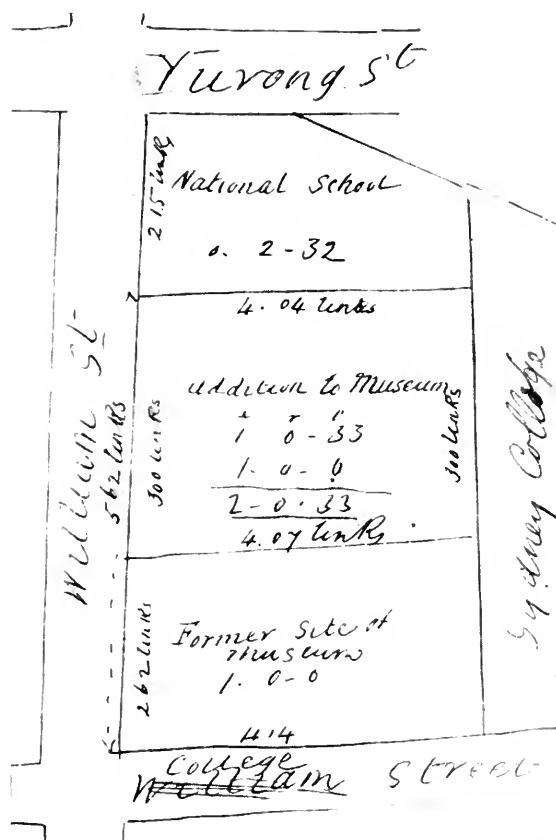 Yurong St
215 links
National School
0. 2-32
4.04 links
William St
562 links
300 links
addition to Museum
a r p
1 0-33
1-0-0
2-0.33
4.07 links
300 links
Sydney College
262 links
Former Site of
Museum
1. 0-0
414
College
William Street